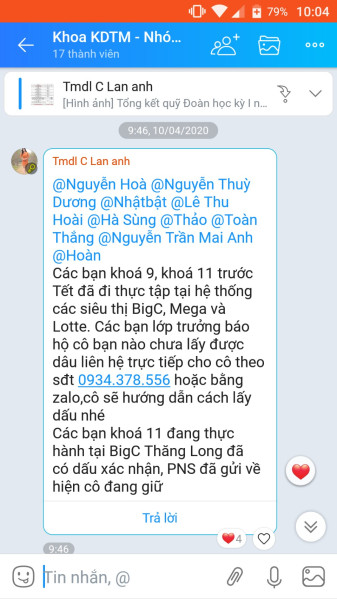 79% 10:04
Khoa KDTM - Nhó...
17 thành viên
Tmdl C Lan anh
[Hình ảnh] Tổng kết quỹ Đoàn học kỳ I n...
9:46, 10/04/2020
Tmdl C Lan anh
@Nguyễn Hoà @Nguyễn Thuỳ
Dương @Nhậtbật @Lê Thu
Hoài @Hà Sùng @Thảo @Toàn
Thắng @Nguyễn Trần Mai Anh
@Hoàn
Các bạn khoá 9, khoá 11 trước
Tết đã đi thực tập tại hệ thống
các siêu thị BigC, Mega và
Lotte. Các bạn lớp trưởng báo
hộ cô bạn nào chưa lấy được
dâu liên hệ trực tiếp cho cô theo
sđt 0934.378.556 hoặc bằng
zalo,cô sẽ hướng dẫn cách lấy
dấu nhé
Các bạn khoá 11 đang thực
hành tại BigC Thăng Long đã
có dấu xác nhận, PNS đã gửi về
hiện cô đang giữ
Trả lời
4
9:46
Tin nhắn, @